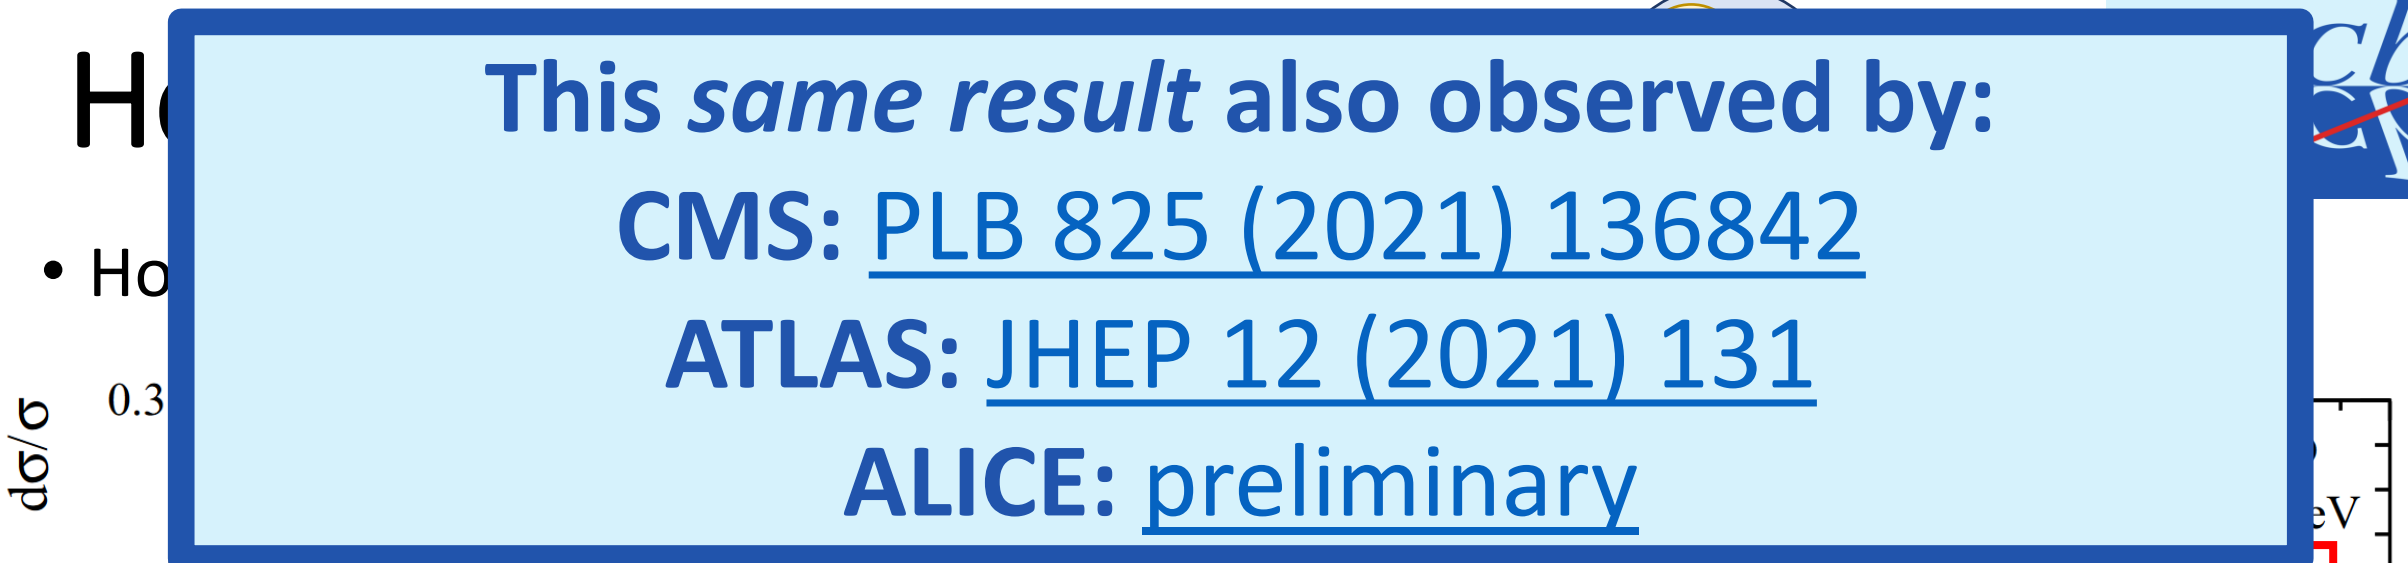 This same result also observed by:
CMS: PLB 825 (2021) 136842
ATLAS: JHEP 12 (2021) 131
ALICE: preliminary
0.3
dσ/σ
eV